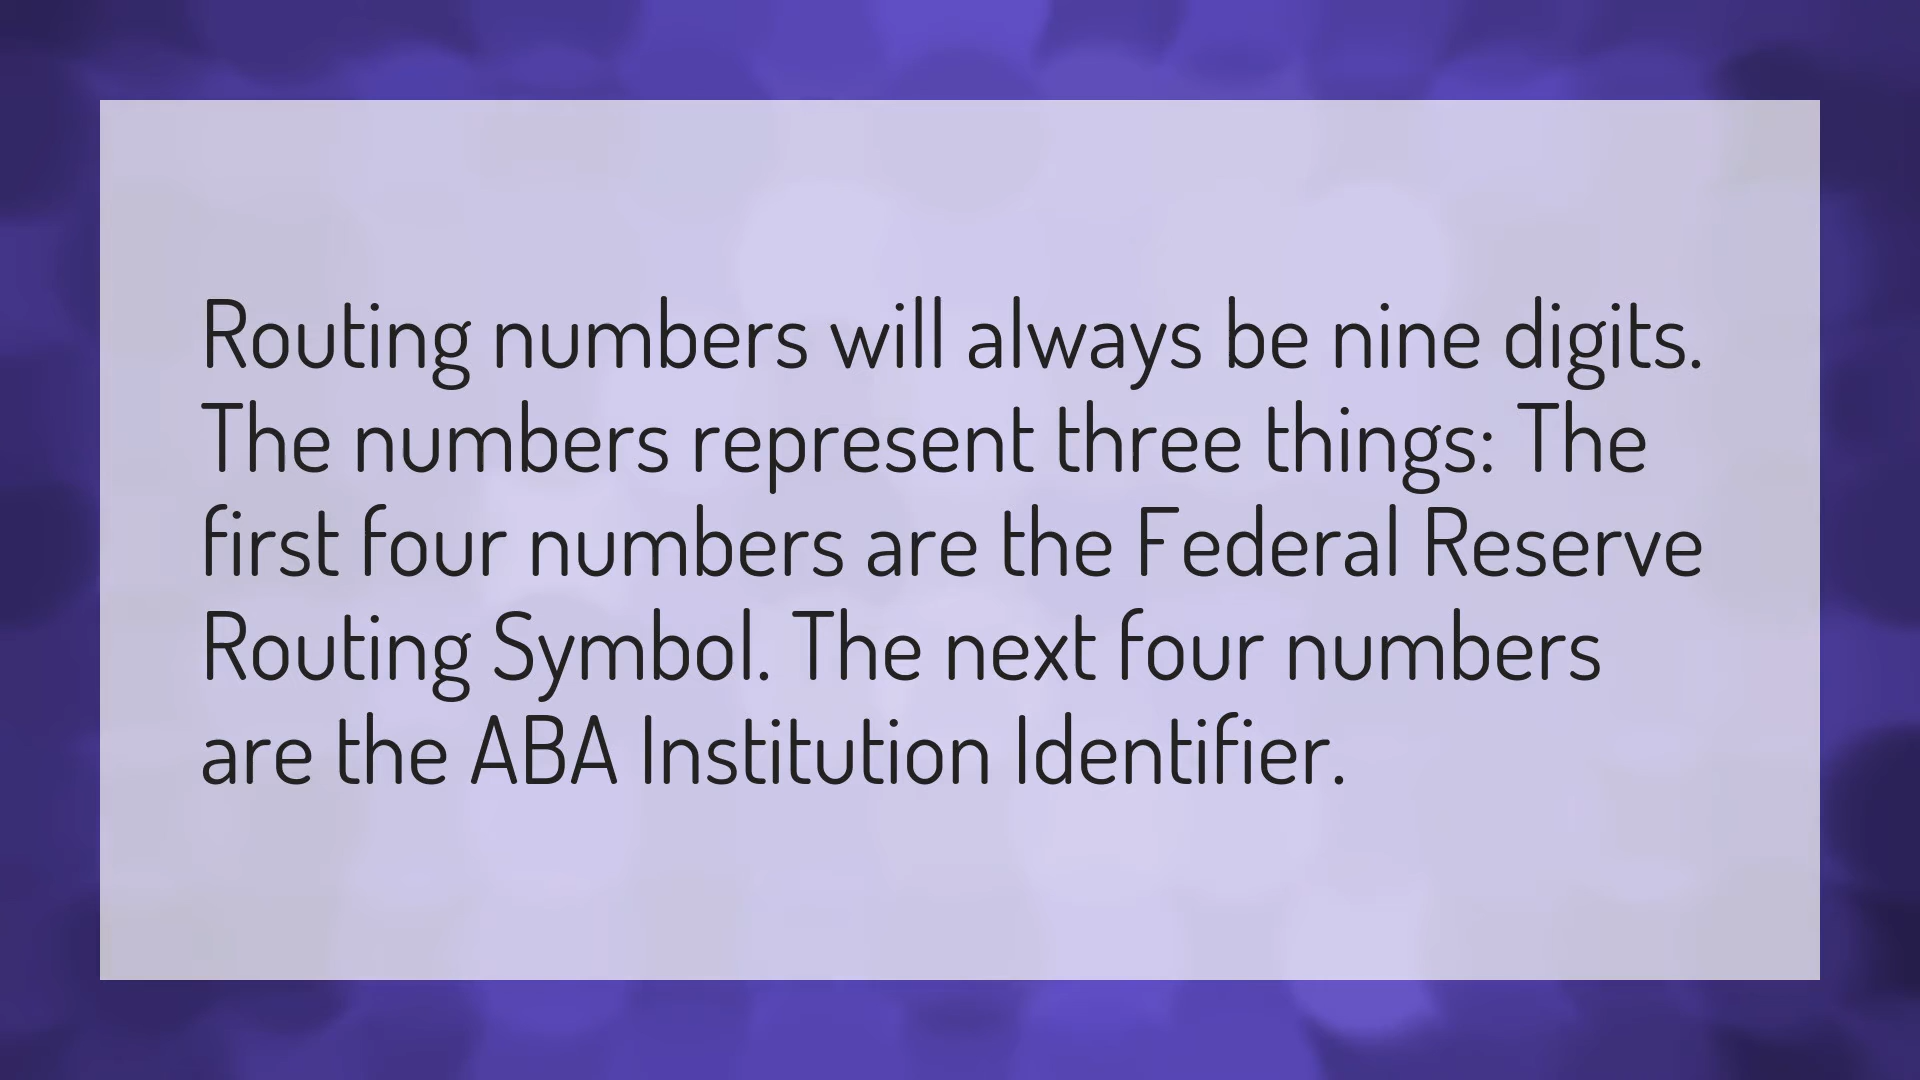 Routing numbers will always be nine digits.
The numbers represent three things: The
first four numbers are the Federal Reserve
Routing Symbol. The next four numbers
are the ABA Institution Identifier.